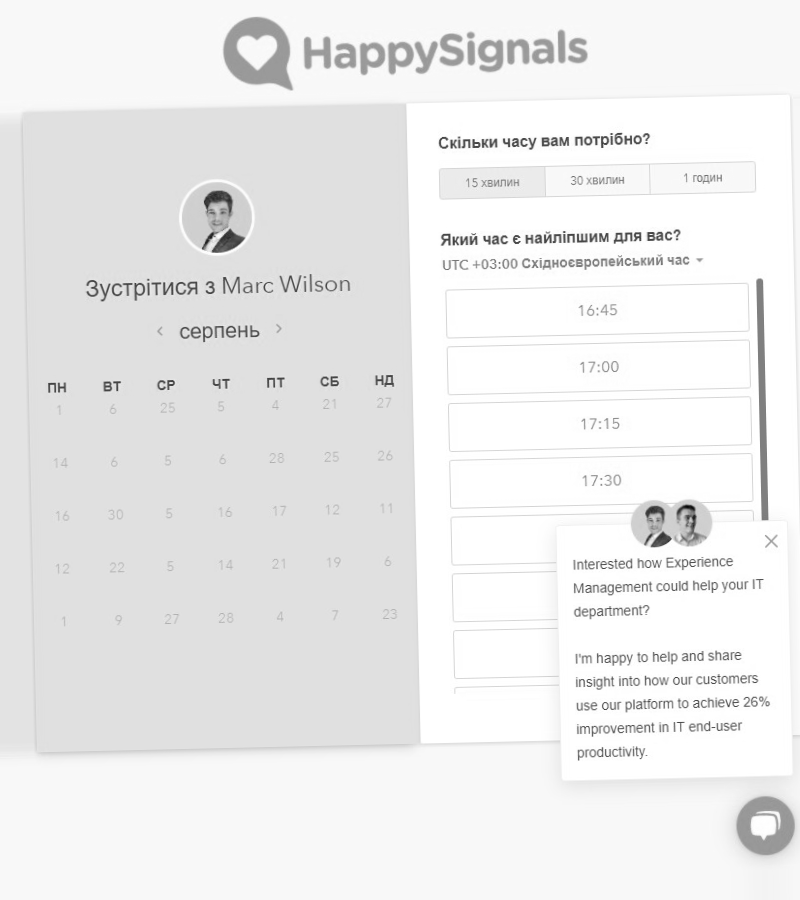 HappySignals
Зустрітися з Marc Wilson
серпень
ПН ВТ СР ЧТ ПТ СБ НД
1 6 25 5 4 21 27
14 6 5 6 28 25 26
16 30 5 16 17 12 11
12 22 5 14 21 19 6
1 9 27 28 4 7 23
Скільки часу вам потрібно?
15 хвилин 30 хвилин 1 годин
Який час є найліпшим для вас?
UTC +03:00 Східноєвропейський час
16:45
17:00
17:15
17:30
Interested how Experience
Management could help your IT
department?
I'm happy to help and share
insight into how our customers
use our platform to achieve 26%
improvement in IT end-user
productivity.